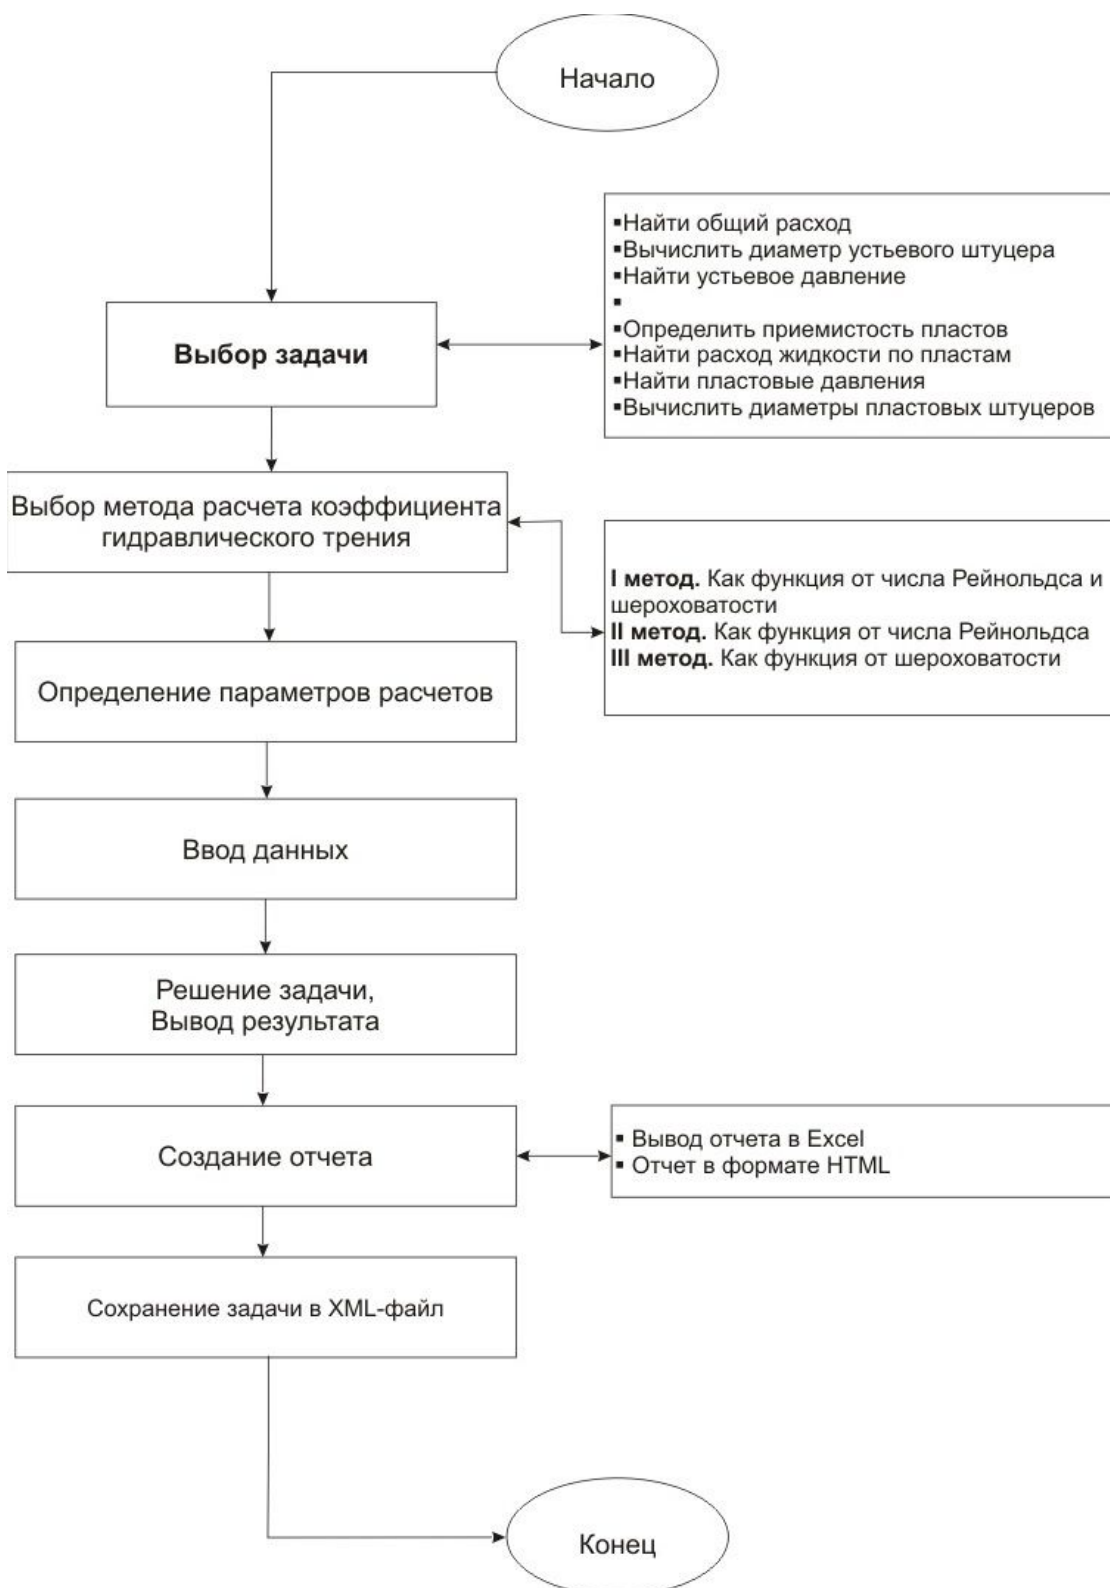 Начало
▪Найти общий расход
▪Вычислить диаметр устьевого штуцера
▪Найти устьевое давление
▪
▪Определить приемистость пластов
▪Найти расход жидкости по пластам
▪Найти пластовые давления
▪Вычислить диаметры пластовых штуцеров
Выбор задачи
Выбор метода расчета коэффициента
гидравлического трения
I метод. Как функция от числа Рейнольдса и
шероховатости
II метод. Как функция от числа Рейнольдса
III метод. Как функция от шероховатости
Определение параметров расчетов
Ввод данных
Решение задачи,
Вывод результата
Создание отчета
▪ Вывод отчета в Excel
▪ Отчет в формате HTML
Сохранение задачи в XML-файл
Конец